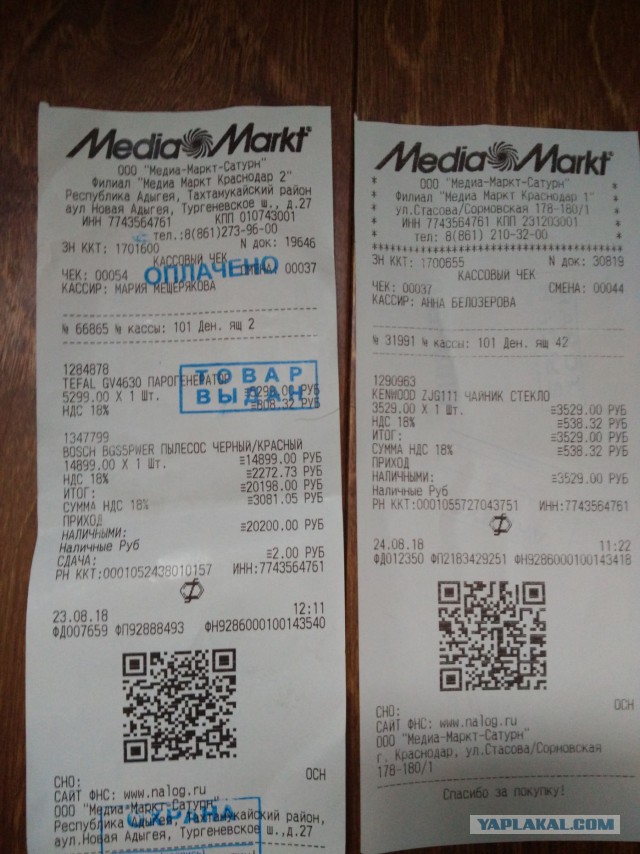 Media Markt
ООО "Медиа-Маркт-Сатурн"
Филиал "Медиа Маркт Краснодар 2"
Республика Адыгея, Тахтамукайский район
аул Новая Адыгея, Тургеневское ш., д.27
ИНН 7743564761 КПП 010743001
тел.:8(861)273-96-00
ЗН ККТ: 1701600 N док: 19646
КАССОВЫЙ ЧЕК
ЧЕК: 00054 СМЕНА: 00037
ОПЛАЧЕНО
КАССИР: МАРИЯ МЕЩЕРЯКОВА
№ 66865 № кассы: 101 Ден. ящ 2
1284878
TEFAL GV4630 ПАРОГЕНЕРАТОР
ТОВАР
ВЫДАН
5299.00 X 1 Шт. =5299.00 РУБ
НДС 18% =808.32 РУБ
1347799
BOSCH BGS5PWER ПЫЛЕСОС ЧЕРНЫЙ/КРАСНЫЙ
14899.00 X 1 Шт. =14899.00 РУБ
НДС 18% =2272.73 РУБ
ИТОГ: =20198.00 РУБ
СУММА НДС 18% =3081.05 РУБ
ПРИХОД
НАЛИЧНЫМИ: =20200.00 РУБ
Наличные Руб
СДАЧА: =2.00 РУБ
РН ККТ:0001052438010157 ИНН:7743564761
23.08.18 12:11
ФД007659 ФП92888493 ФН9286000100143540
СНО: ОСН
САЙТ ФНС: www.nalog.ru
ООО "Медиа-Маркт-Сатурн"
ОХРАНА
Республика Адыгея, Тахтамукайский район,
аул.Новая Адыгея, Тургеневское ш.,д.27
Media Markt
ООО "Медиа-Маркт-Сатурн"
Филиал "Медиа Маркт Краснодар 1"
ул.Стасова/Сормовская 178-180/1
ИНН 7743564761 КПП 231203001
тел: 8(861) 210-32-00
ЗН ККТ: 1700655 N док: 30819
КАССОВЫЙ ЧЕК
ЧЕК: 00037 СМЕНА: 00044
КАССИР: АННА БЕЛОЗЕРОВА
№ 31991 № кассы: 101 Ден. ящ 42
1290963
KENWOOD ZJG111 ЧАЙНИК СТЕКЛО
3529.00 X 1 Шт. =3529.00 РУБ
НДС 18% =538.32 РУБ
ИТОГ: =3529.00 РУБ
СУММА НДС 18% =538.32 РУБ
ПРИХОД
НАЛИЧНЫМИ: =3529.00 РУБ
Наличные Руб
РН ККТ:0001055727043751 ИНН:7743564761
24.08.18 11:22
ФД012350 ФП2183429251 ФН9286000100143418
СНО: ОСН
САЙТ ФНС: www.nalog.ru
ООО "Медиа-Маркт-Сатурн"
г. Краснодар, ул.Стасова/Сормовская
178-180/1
Спасибо за покупку!
YAPLAKAL.COM